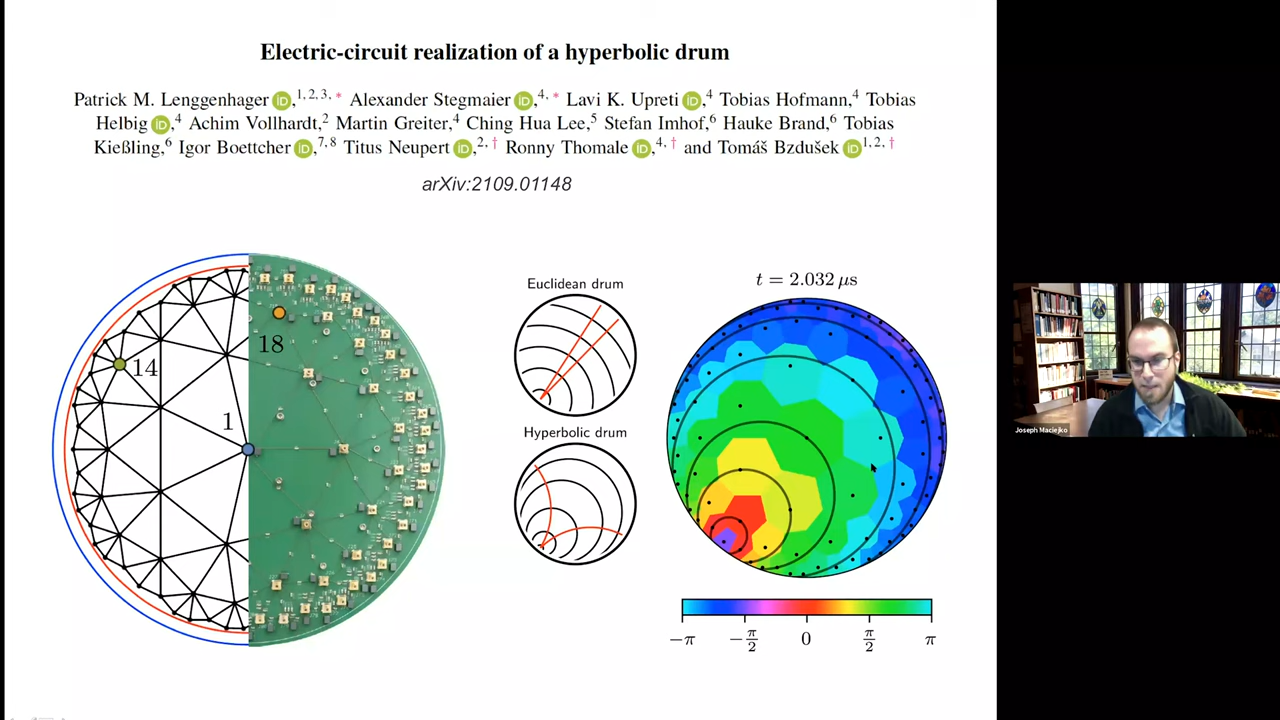 Electric-circuit realization of a hyperbolic drum
Patrick M. Lenggenhager iD,1,2,3,* Alexander Stegmaier iD,4,* Lavi K. Upreti iD,4 Tobias Hofmann,4 Tobias
Helbig iD,4 Achim Vollhardt,2 Martin Greiter,4 Ching Hua Lee,5 Stefan Imhof,6 Hauke Brand,6 Tobias
Kießling,6 Igor Boettcher iD,7,8 Titus Neupert iD,2,† Ronny Thomale iD,4,† and Tomáš Bzdušek iD1,2,†
arXiv:2109.01148
18
14
1
Euclidean drum
Hyperbolic drum
t = 2.032 μs
−π −π/2 0 π/2 π
Joseph Maciejko